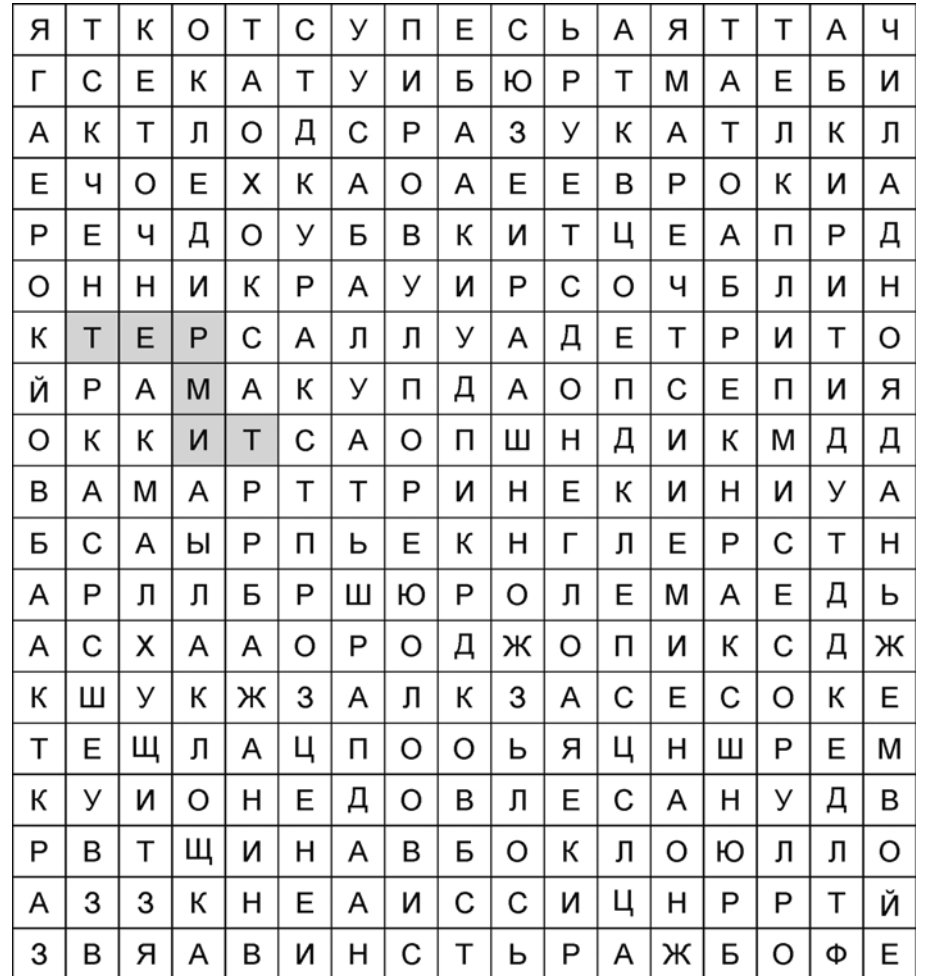 Я Т К О Т С У П Е С Ь А Я Т Т А Ч
Г С Е К А Т У И Б Ю Р Т М А Е Б И
А К Т Л О Д С Р А З У К А Т Л К Л
Е Ч О Е Х К А О А Е Е В Р О К И А
Р Е Ч Д О У Б В К И Т Ц Е А П Р Д
О Н Н И К Р А У И Р С О Ч Б Л И Н
К Т Е Р С А Л Л У А Д Е Т Р И Т О
Й Р А М А К У П Д А О П С Е П И Я
О К К И Т С А О П Ш Н Д И К М Д Д
В А М А Р Т Т Р И Н Е К И Н И У А
Б С А Ы Р П Ь Е К Н Г Л Е Р С Т Н
А Р Л Л Б Р Ш Ю Р О Л Е М А Е Д Ь
А С Х А А О Р О Д Ж О П И К С Д Ж
К Ш У К Ж З А Л К З А С Е С О К Е
Т Е Щ Л А Ц П О О Ь Я Ц Н Ш Р Е М
К У И О Н Е Д О В Л Е С А Н У Д В
Р В Т Щ И Н А В Б О К Л О Ю Л Л О
А З З К Н Е А И С С И Ц Н Р Р Т Й
З В Я А В И Н С Т Ь Р А Ж Б О Ф Е